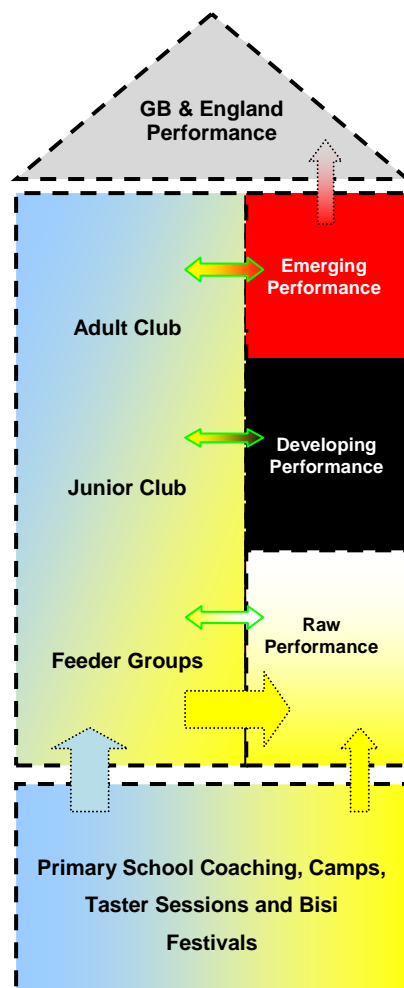 GB & England
Performance
Emerging
Performance
Adult Club
Developing
Performance
Junior Club
Raw
Performance
Feeder Groups
Primary School Coaching, Camps,
Taster Sessions and Bisi
Festivals